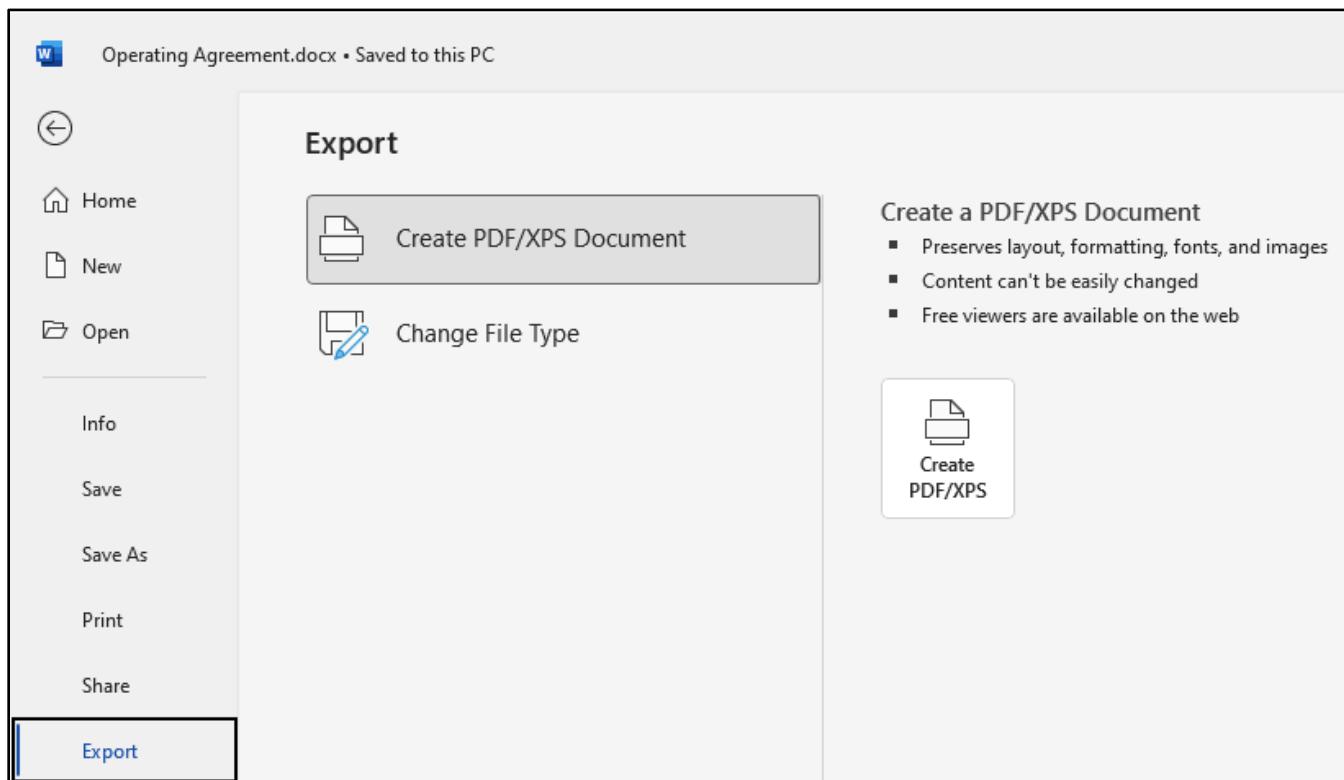 W
Operating Agreement.docx • Saved to this PC
Home
New
Open
Info
Save
Save As
Print
Share
Export
Export
Create PDF/XPS Document
Change File Type
Create a PDF/XPS Document
▪ Preserves layout, formatting, fonts, and images
▪ Content can't be easily changed
▪ Free viewers are available on the web
Create
PDF/XPS